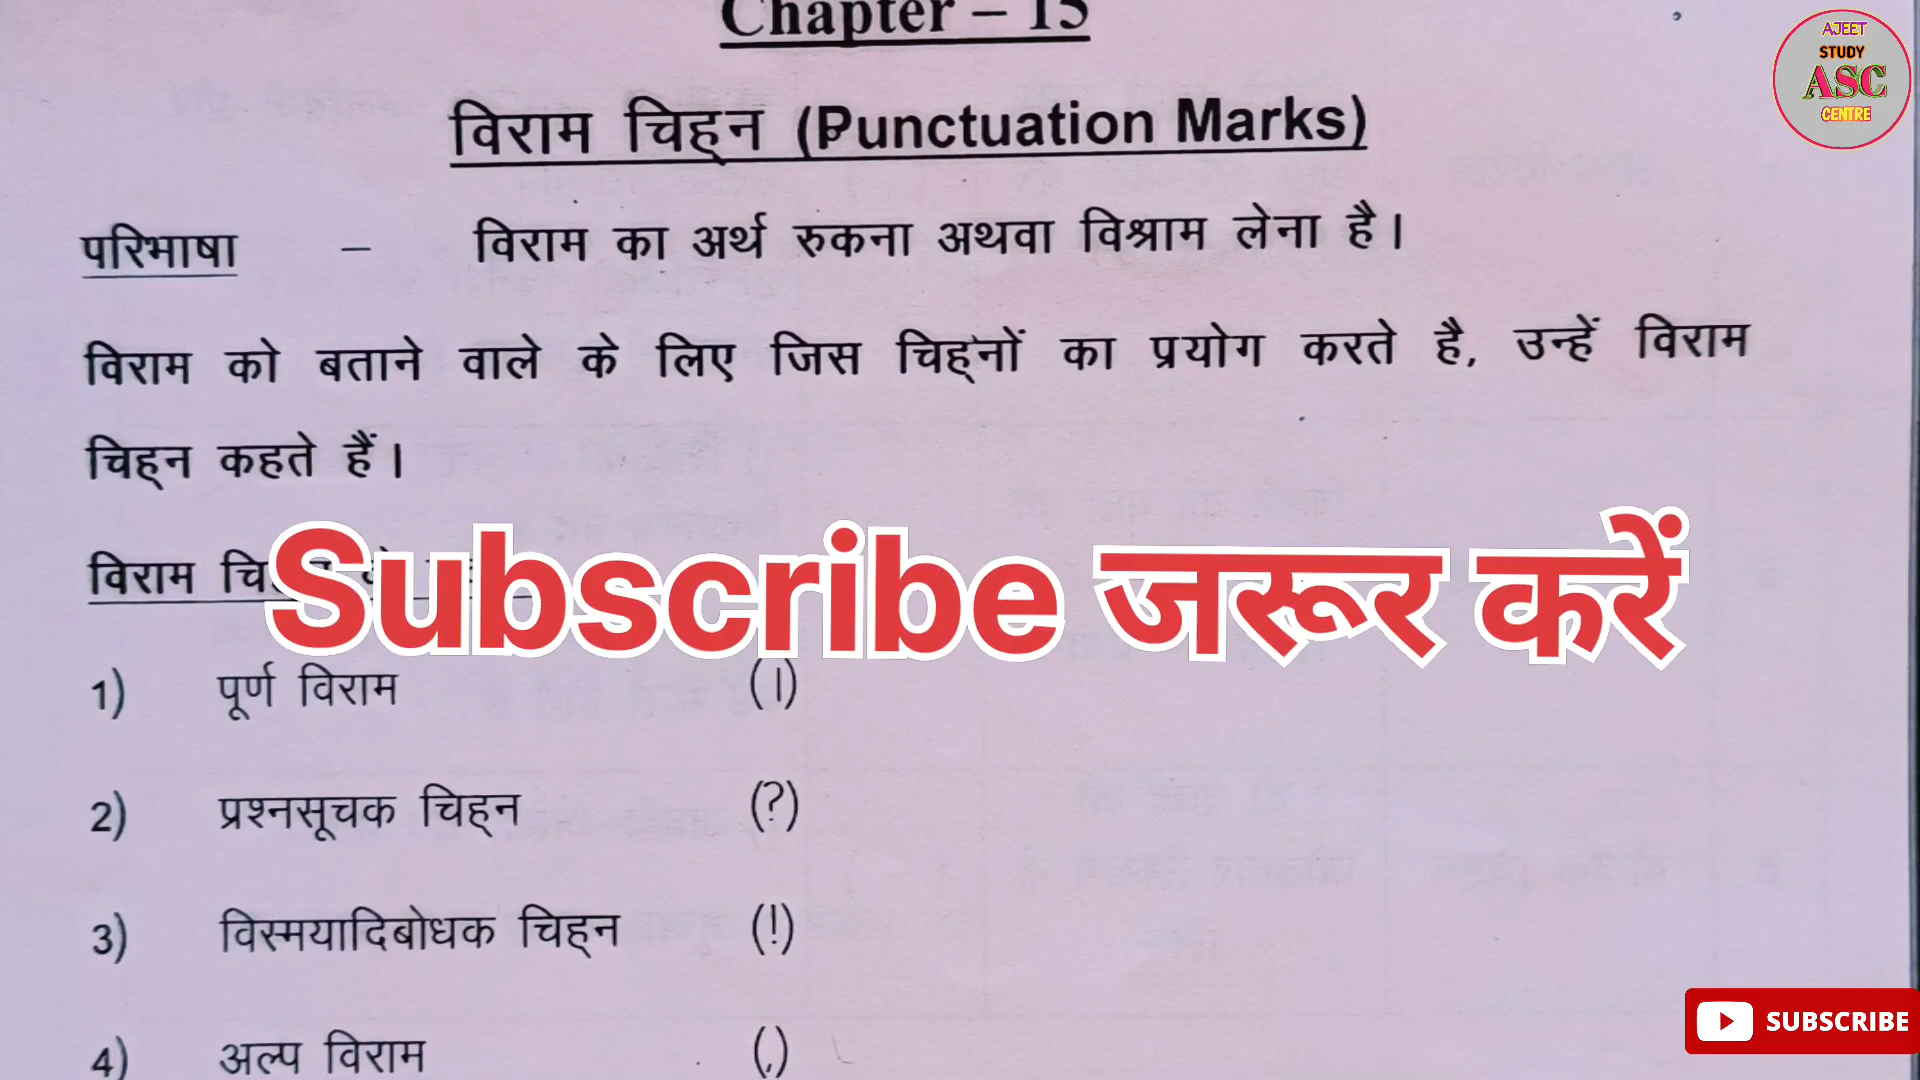 Chapter – 15
AJEET
STUDY
ASC
CENTRE
विराम चिह्न (Punctuation Marks)
परिभाषा – विराम का अर्थ रुकना अथवा विश्राम लेना है।
विराम को बताने वाले के लिए जिस चिह्नों का प्रयोग करते है, उन्हें विराम
चिह्न कहते हैं।
विराम
Subscribe जरूर करें
1) पूर्ण विराम (।)
2) प्रश्नसूचक चिह्न (?)
3) विस्मयादिबोधक चिह्न (!)
4) अल्प विराम (,)
SUBSCRIBE